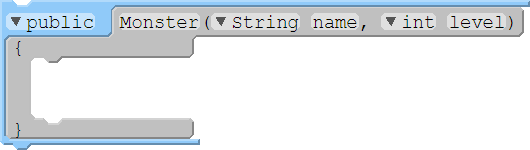 public Monster(String name, int level)
{
}